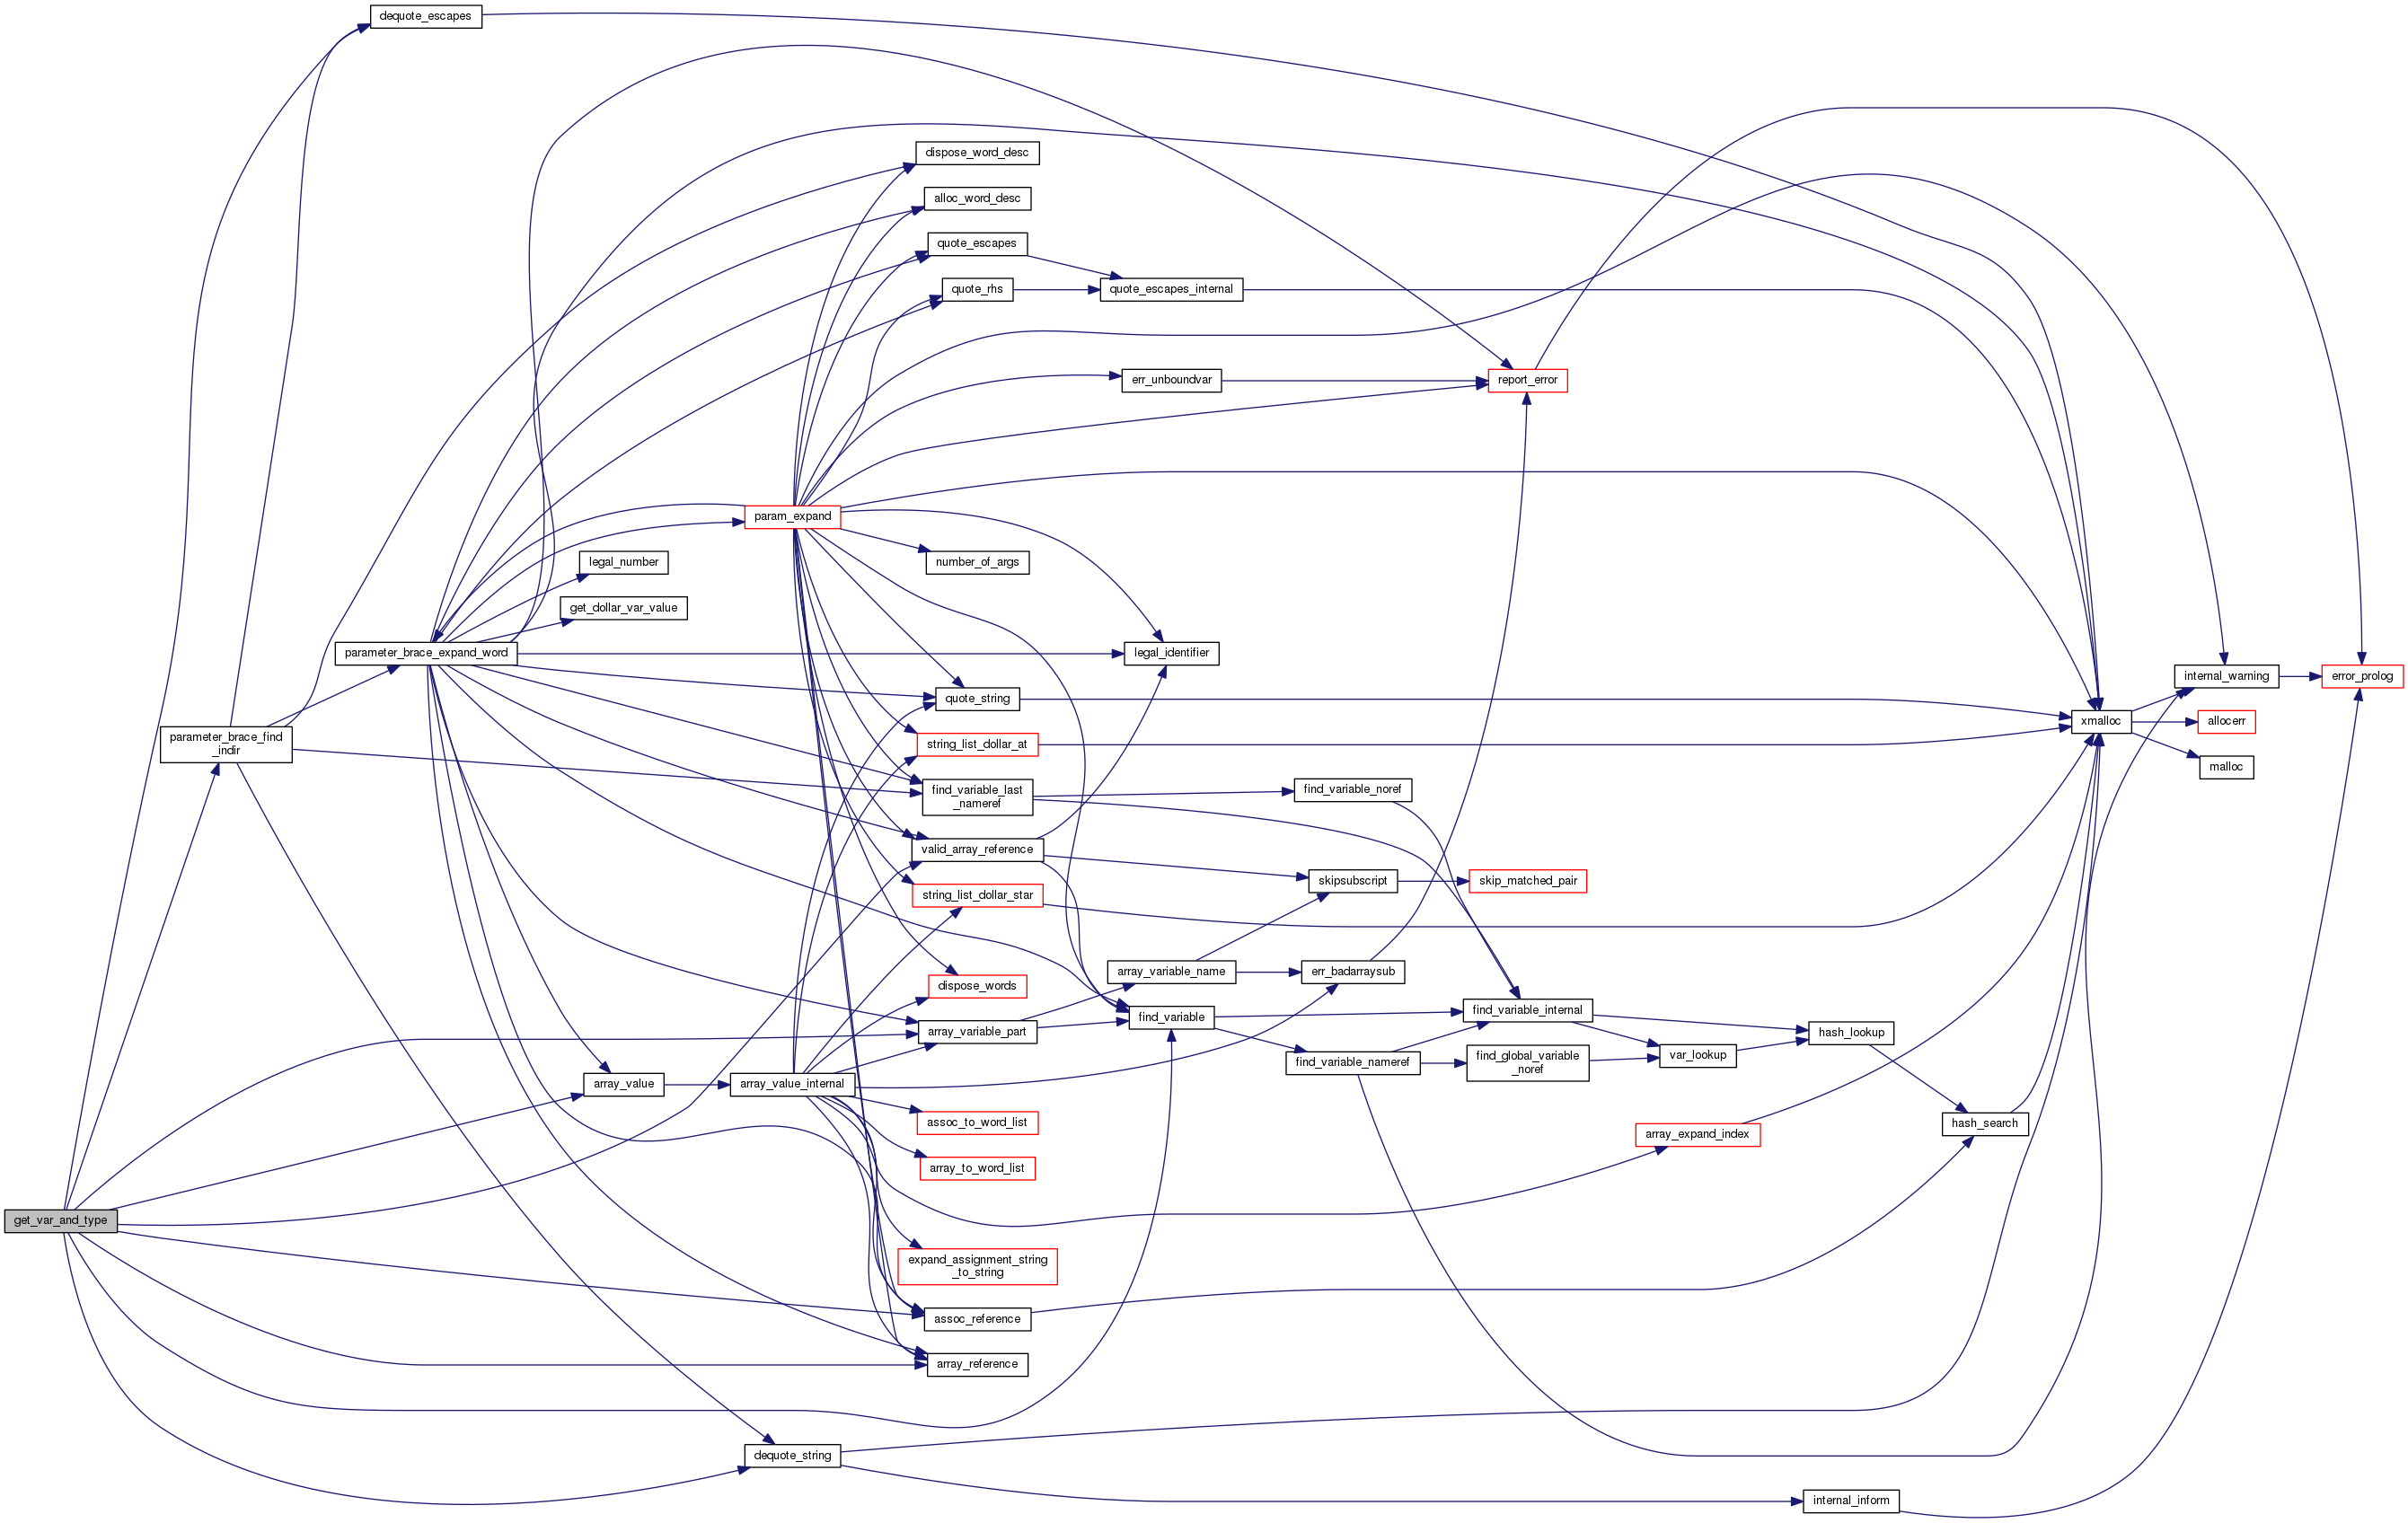 dequote_escapes
dispose_word_desc
alloc_word_desc
quote_escapes
quote_rhs
quote_escapes_internal
err_unboundvar
report_error
param_expand
number_of_args
legal_number
get_dollar_var_value
parameter_brace_expand_word
legal_identifier
internal_warning
error_prolog
quote_string
xmalloc
allocerr
parameter_brace_find
_indir
string_list_dollar_at
malloc
find_variable_last
_nameref
find_variable_noref
valid_array_reference
skipsubscript
skip_matched_pair
string_list_dollar_star
array_variable_name
err_badarraysub
dispose_words
find_variable
find_variable_internal
array_variable_part
hash_lookup
find_variable_nameref
find_global_variable
_noref
var_lookup
array_value
array_value_internal
assoc_to_word_list
hash_search
array_expand_index
array_to_word_list
get_var_and_type
expand_assignment_string
_to_string
assoc_reference
array_reference
dequote_string
internal_inform